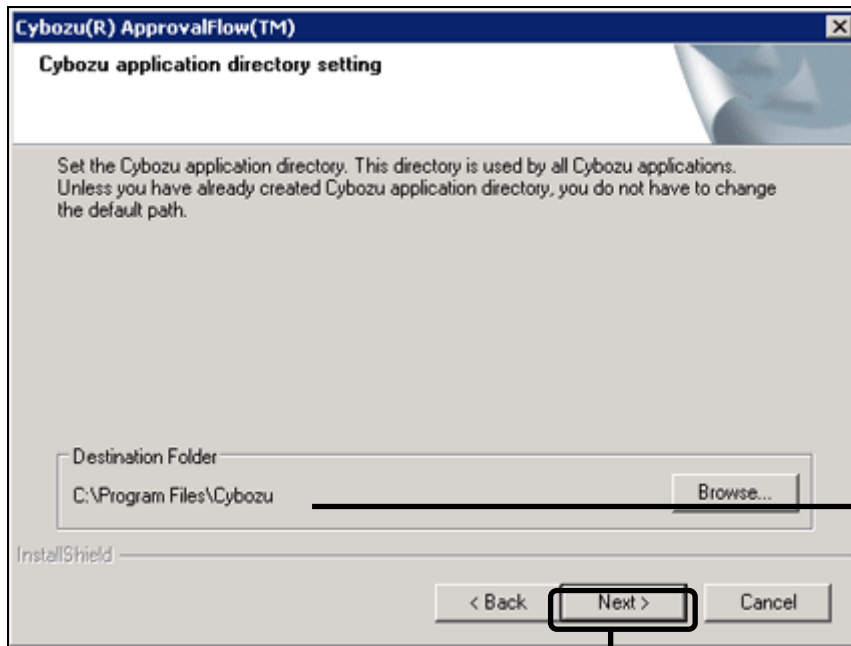 Cybozu(R) ApprovalFlow(TM)
Cybozu application directory setting
Set the Cybozu application directory. This directory is used by all Cybozu applications.
Unless you have already created Cybozu application directory, you do not have to change
the default path.
Destination Folder
C:\Program Files\Cybozu
Browse...
InstallShield
< Back
Next >
Cancel